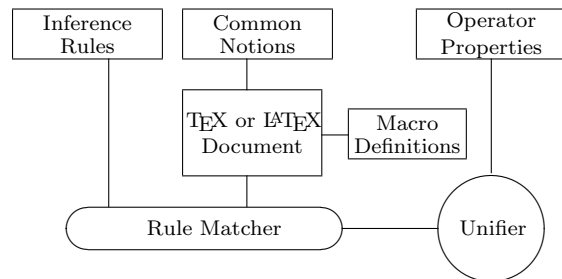 Inference
Rules
Common
Notions
Operator
Properties
TEX or LATEX
Document
Macro
Definitions
Rule Matcher
Unifier